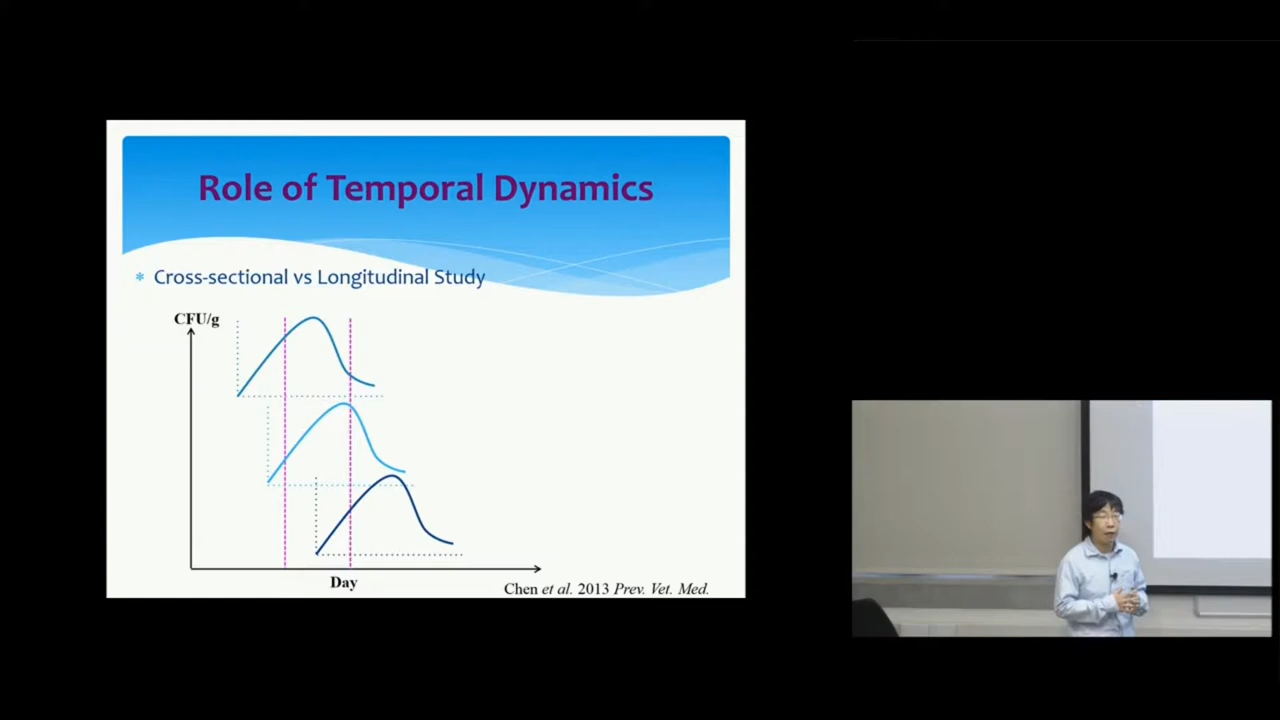 Role of Temporal Dynamics
* Cross-sectional vs Longitudinal Study
CFU/g
Day
Chen et al. 2013 Prev. Vet. Med.